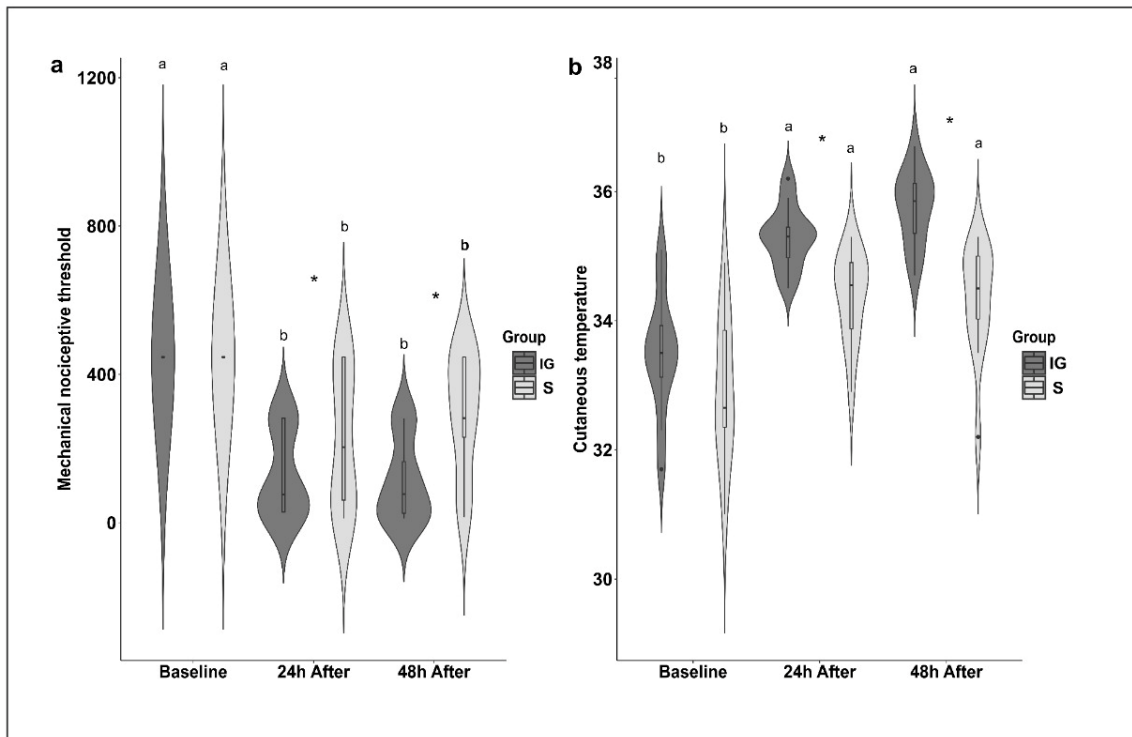 a
a
a
1200
800
400
0
Mechanical nociceptive threshold
b
*
b
b
*
b
Group
IG
S
Baseline
24h After
48h After
b
38
36
34
32
30
Cutaneous temperature
b
b
a
*
a
a
*
a
Group
IG
S
Baseline
24h After
48h After